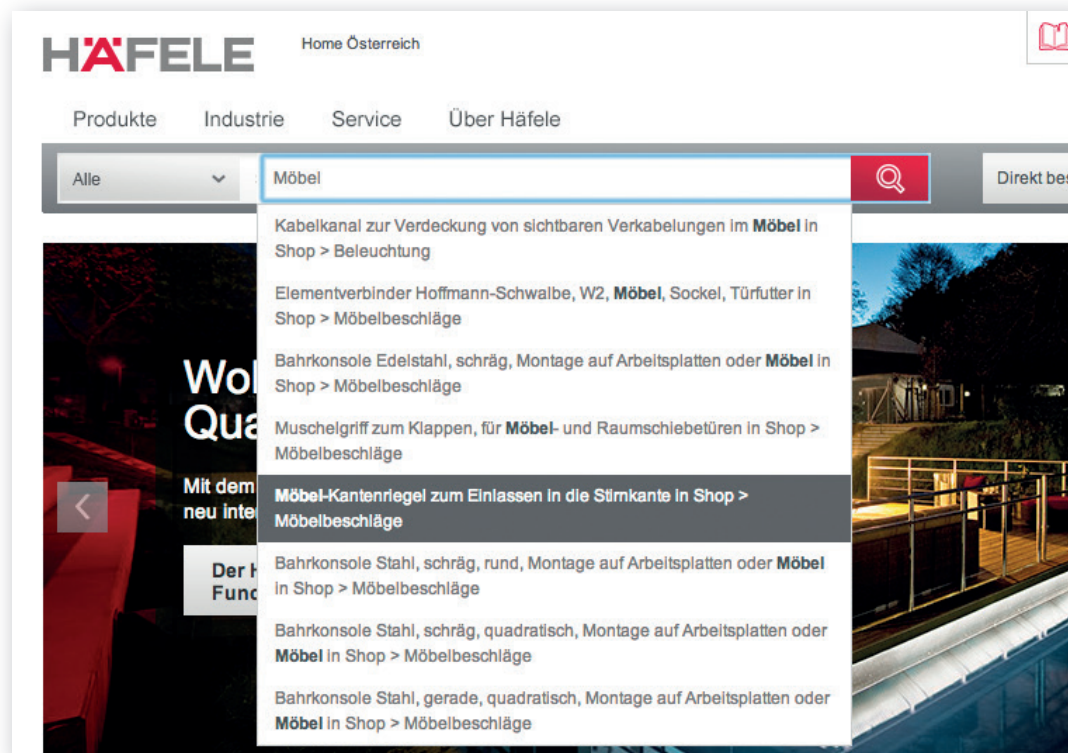 HÄFELE
Home Österreich
Produkte Industrie Service Über Häfele
Alle
Möbel
Direkt bes
Kabelkanal zur Verdeckung von sichtbaren Verkabelungen im Möbel in
Shop > Beleuchtung
Elementverbinder Hoffmann-Schwalbe, W2, Möbel, Sockel, Türfutter in
Shop > Möbelbeschläge
Bahrkonsole Edelstahl, schräg, Montage auf Arbeitsplatten oder Möbel in
Shop > Möbelbeschläge
Muschelgriff zum Klappen, für Möbel- und Raumschiebetüren in Shop >
Möbelbeschläge
Möbel-Kantenriegel zum Einlassen in die Stirnkante in Shop >
Möbelbeschläge
Bahrkonsole Stahl, schräg, rund, Montage auf Arbeitsplatten oder Möbel
in Shop > Möbelbeschläge
Bahrkonsole Stahl, schräg, quadratisch, Montage auf Arbeitsplatten oder
Möbel in Shop > Möbelbeschläge
Bahrkonsole Stahl, gerade, quadratisch, Montage auf Arbeitsplatten oder
Möbel in Shop > Möbelbeschläge
Wol
Qua
Mit dem
neu inte
Der H
Func